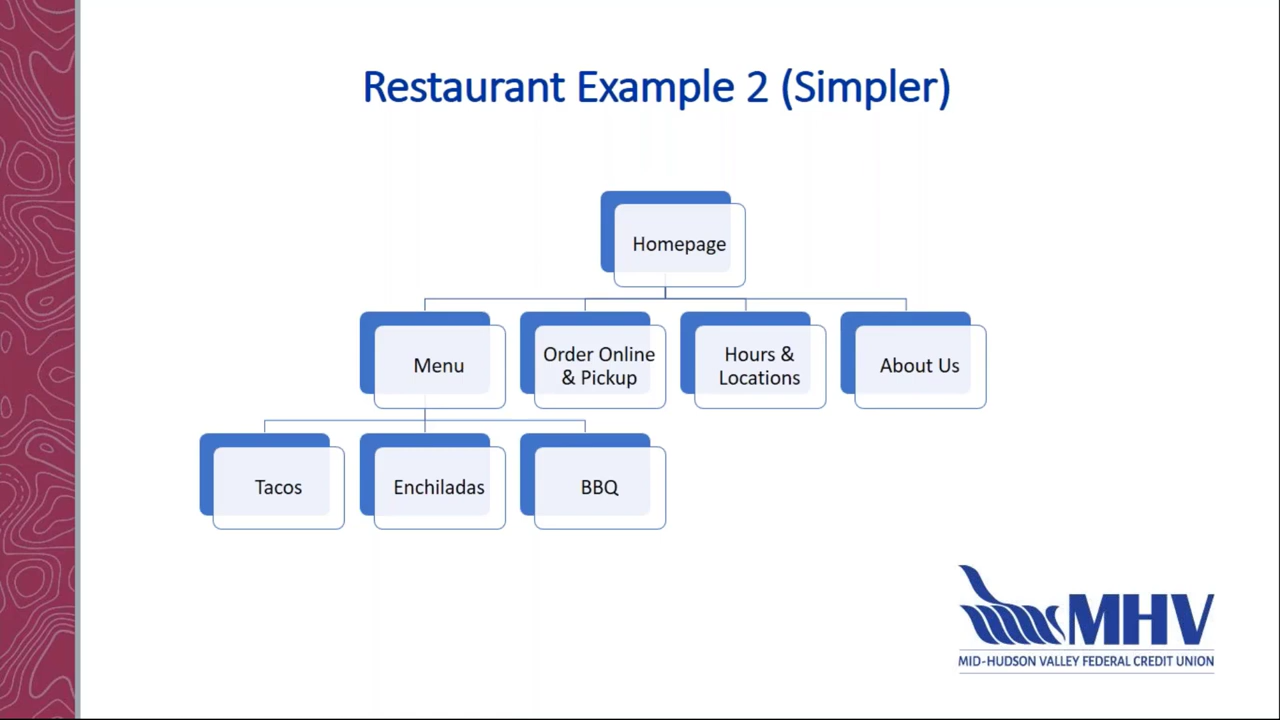 Restaurant Example 2 (Simpler)
Homepage
Menu
Order Online
& Pickup
Hours &
Locations
About Us
Tacos
Enchiladas
BBQ
MHV
MID-HUDSON VALLEY FEDERAL CREDIT UNION